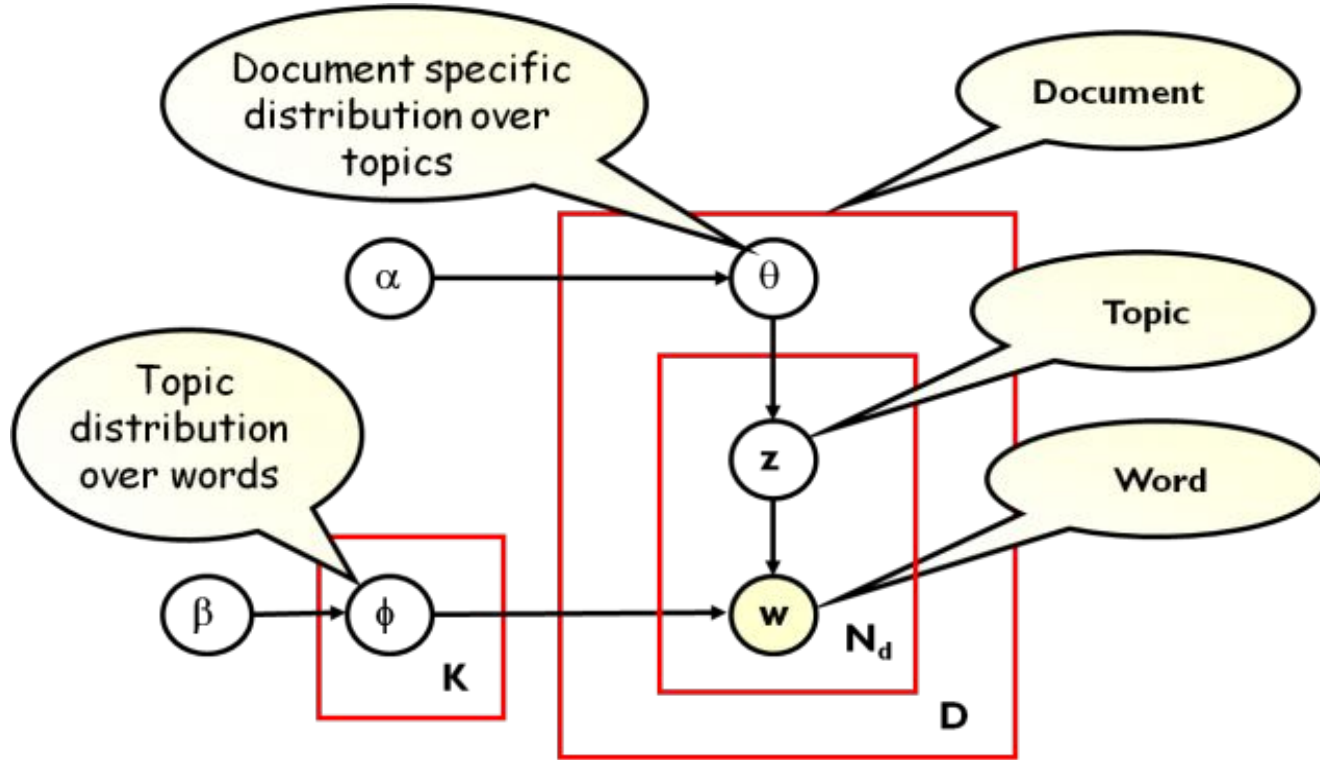 Document specific
distribution over
topics
Document
α
θ
Topic
Topic
distribution
over words
z
Word
β
ϕ
w
N_d
K
D